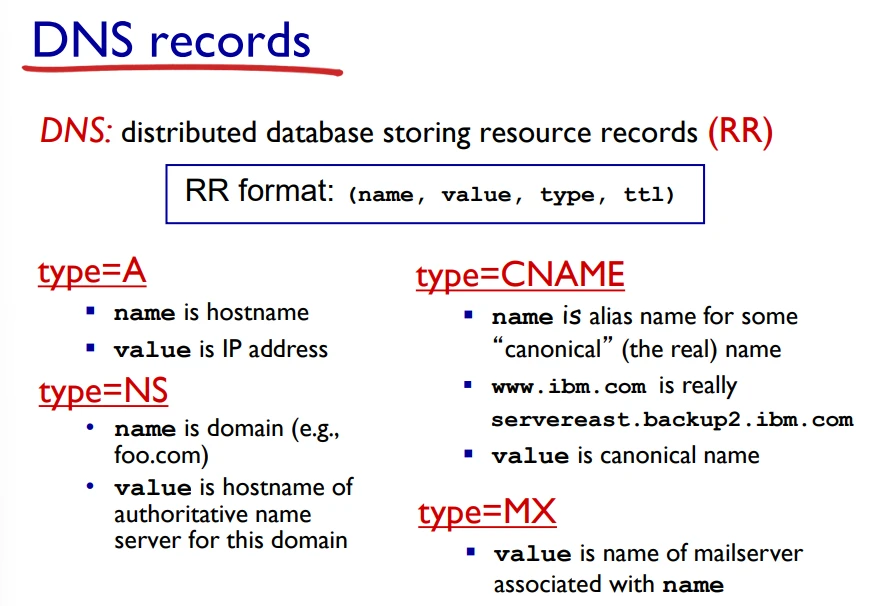 DNS records
DNS: distributed database storing resource records (RR)
RR format: (name, value, type, ttl)
type=A
name is hostname
value is IP address
type=NS
name is domain (e.g.,
foo.com)
value is hostname of
authoritative name
server for this domain
type=CNAME
name is alias name for some
“canonical” (the real) name
www.ibm.com is really
servereast.backup2.ibm.com
value is canonical name
type=MX
value is name of mailserver
associated with name